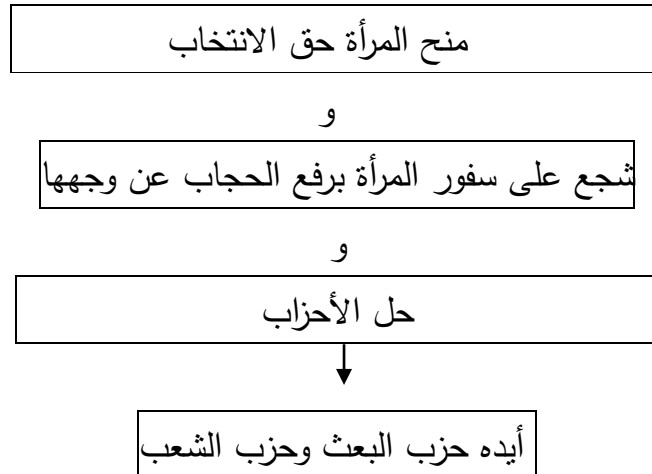 منح المرأة حق الانتخاب
و
شجع على سفور المرأة برفع الحجاب عن وجهها
و
حل الأحزاب
أيده حزب البعث وحزب الشعب